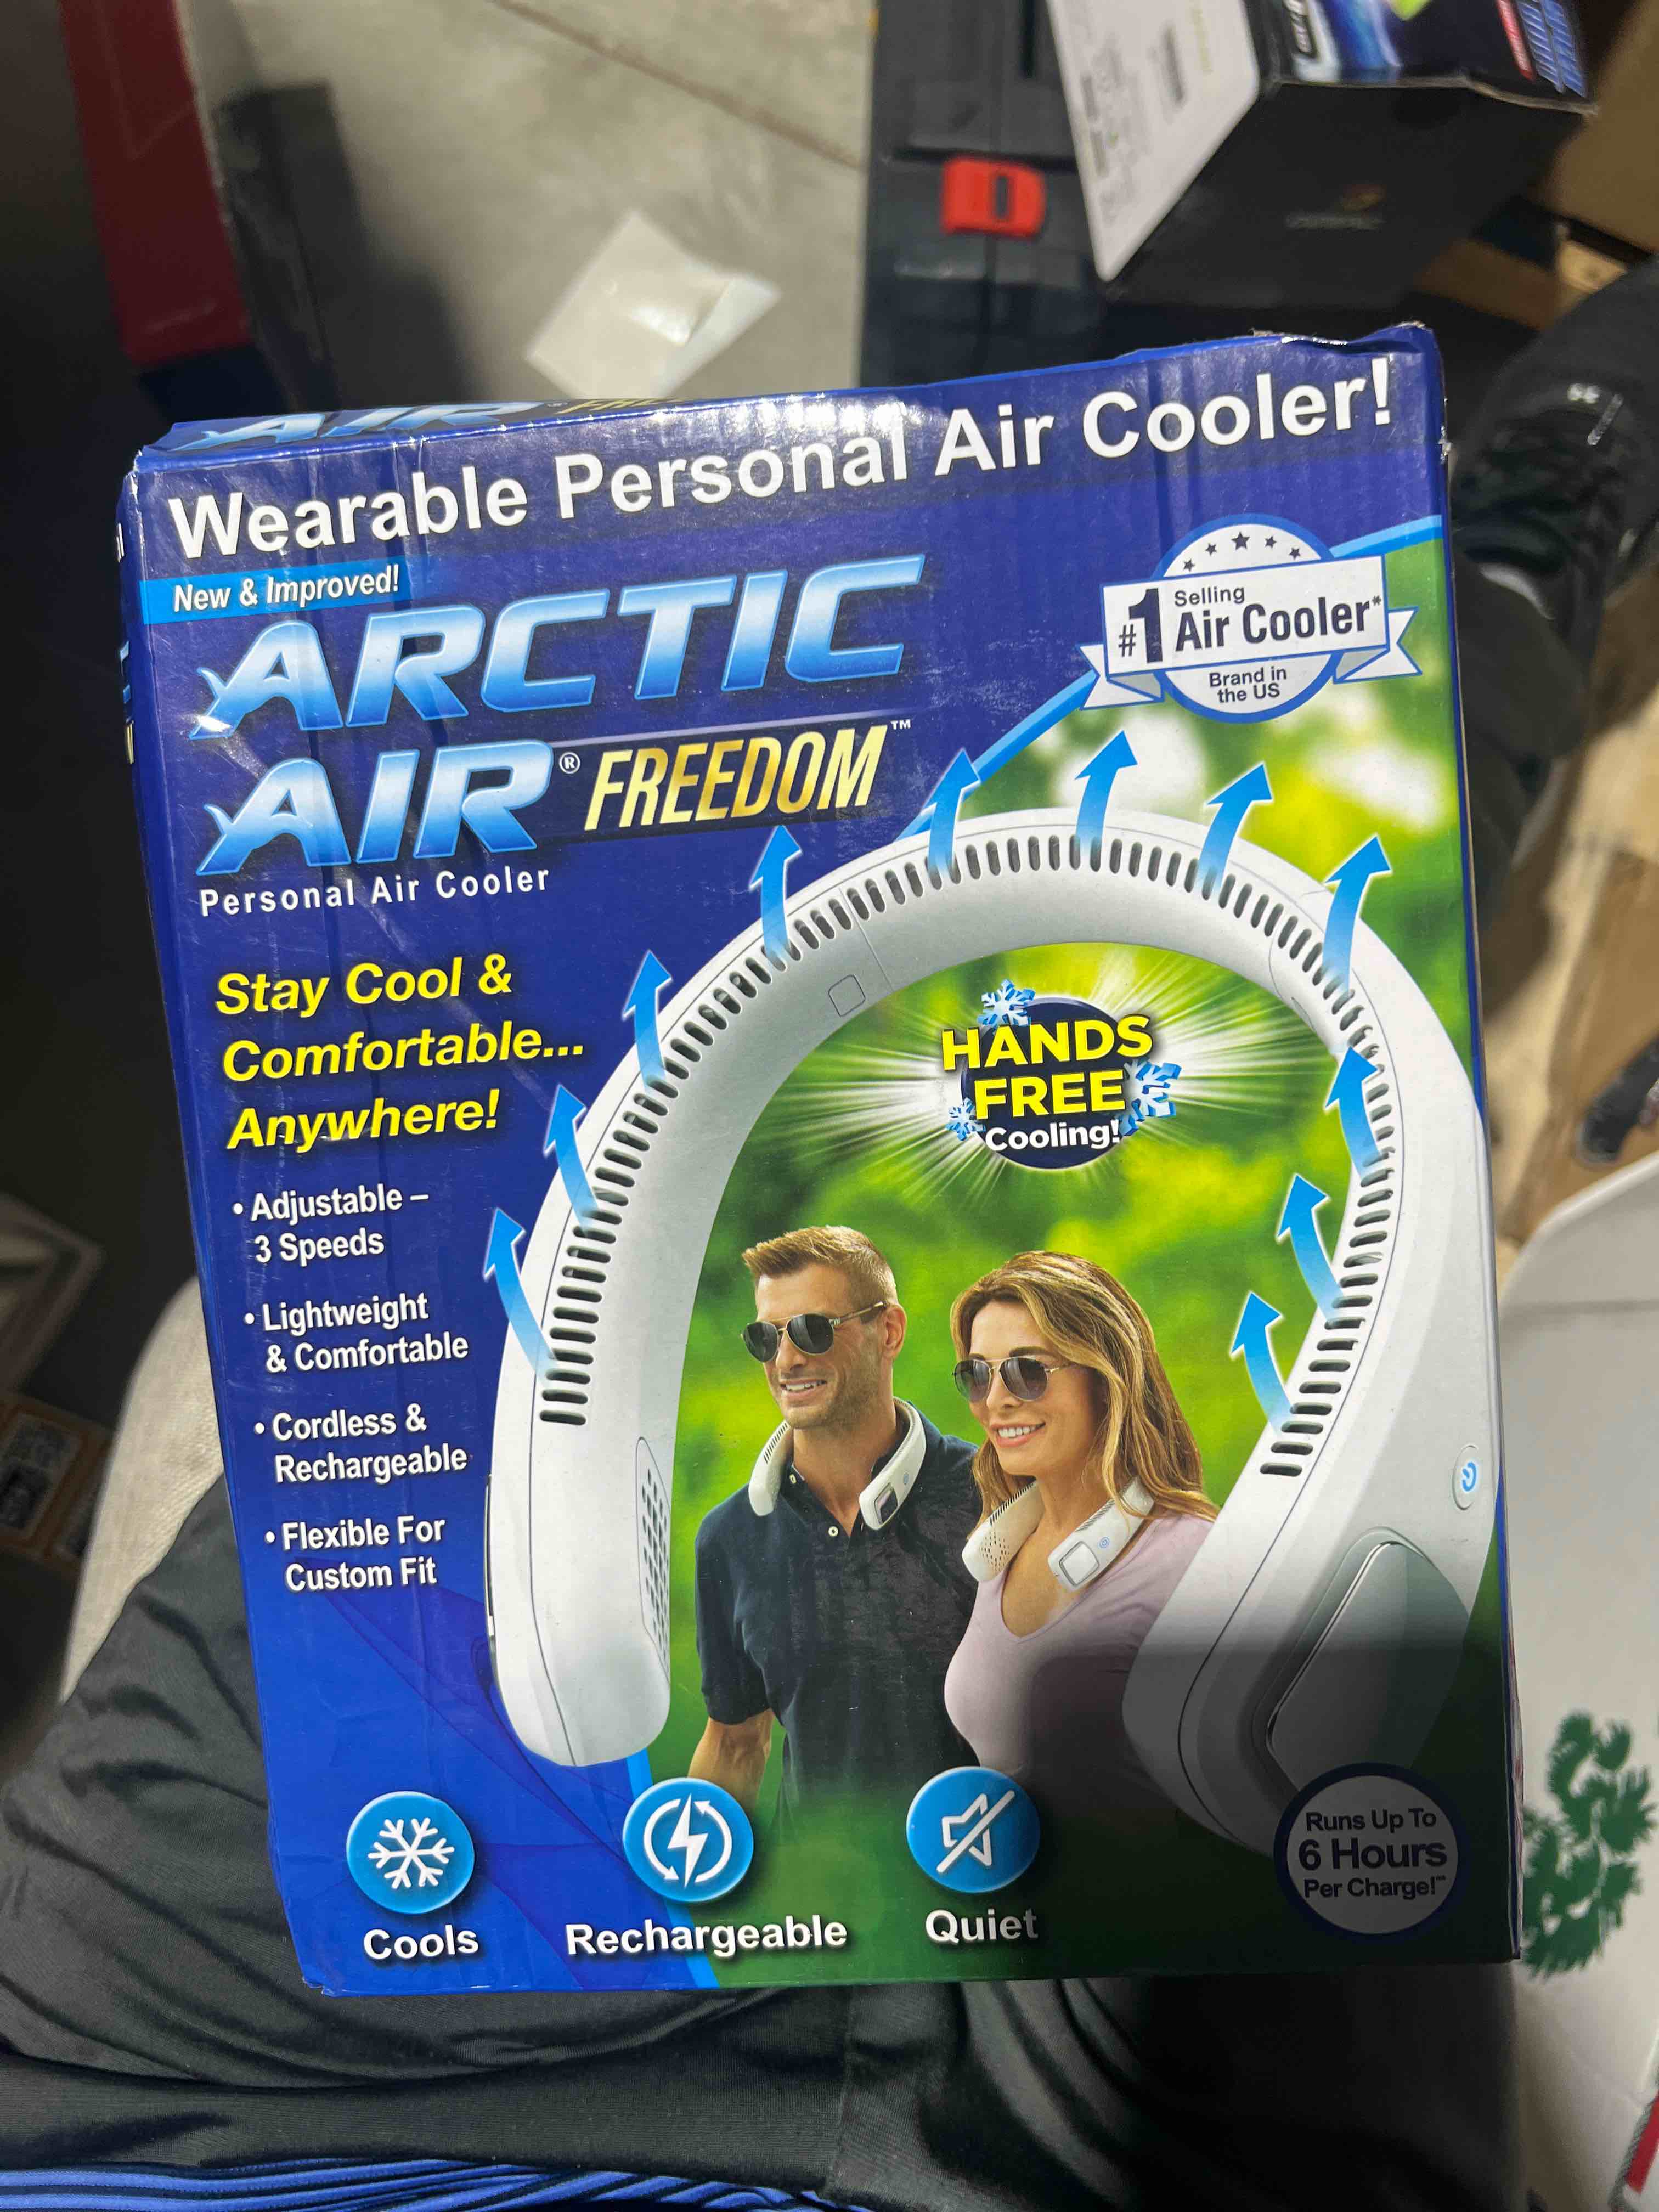 Wearable Personal Air Cooler!
New & Improved!
ARCTIC
AIR® FREEDOM™
Personal Air Cooler
#1 Selling
Air Cooler*
Brand in
the US
Stay Cool &
Comfortable...
Anywhere!
• Adjustable –
3 Speeds
• Lightweight
& Comfortable
• Cordless &
Rechargeable
• Flexible For
Custom Fit
HANDS
FREE
Cooling!
Cools
Rechargeable
Quiet
Runs Up To
6 Hours
Per Charge!**